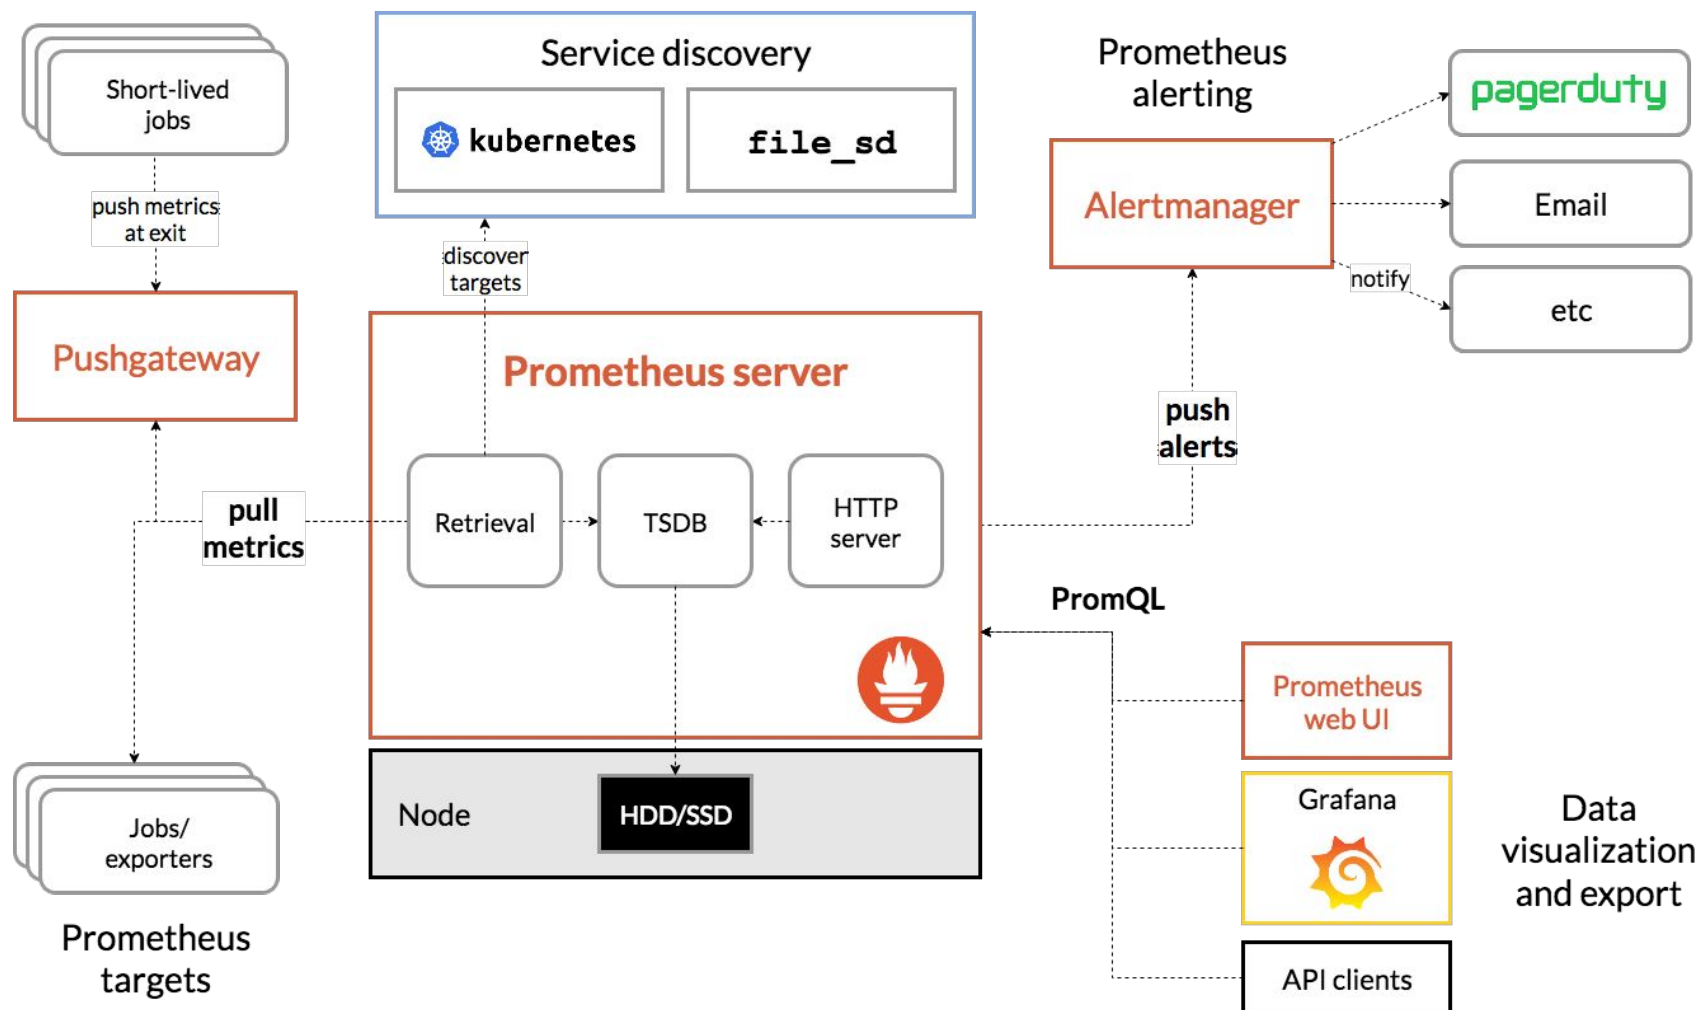 Short-lived
jobs
push metrics
at exit
Pushgateway
pull
metrics
Jobs/
exporters
Prometheus
targets
Service discovery
kubernetes
file_sd
discover
targets
Prometheus server
Retrieval
TSDB
HTTP
server
Node
HDD/SSD
Prometheus
alerting
Alertmanager
pagerduty
Email
notify
etc
push
alerts
PromQL
Prometheus
web UI
Grafana
API clients
Data
visualization
and export